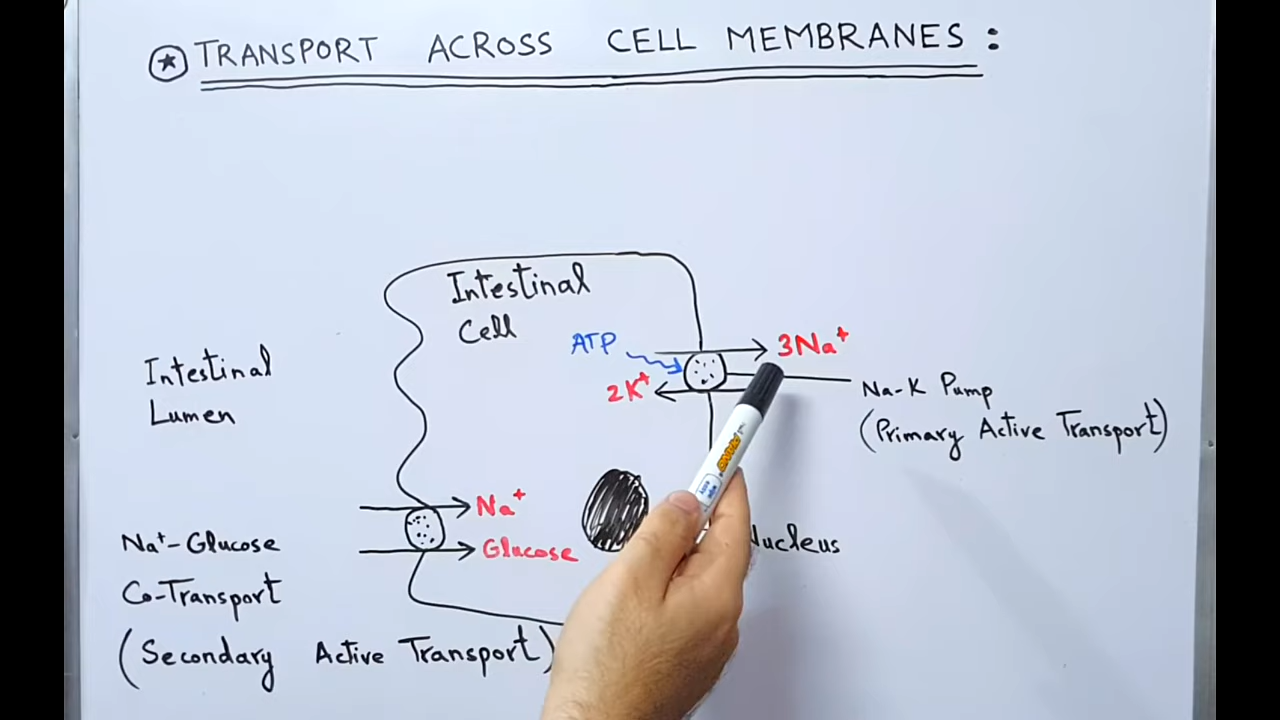 ★ TRANSPORT ACROSS CELL MEMBRANES:
Intestinal
Cell
ATP
3Na⁺
2K⁺
Na-K Pump
(Primary Active Transport)
Intestinal
Lumen
Na⁺
Glucose
Nucleus
Na⁺-Glucose
Co-Transport
(Secondary Active Transport)